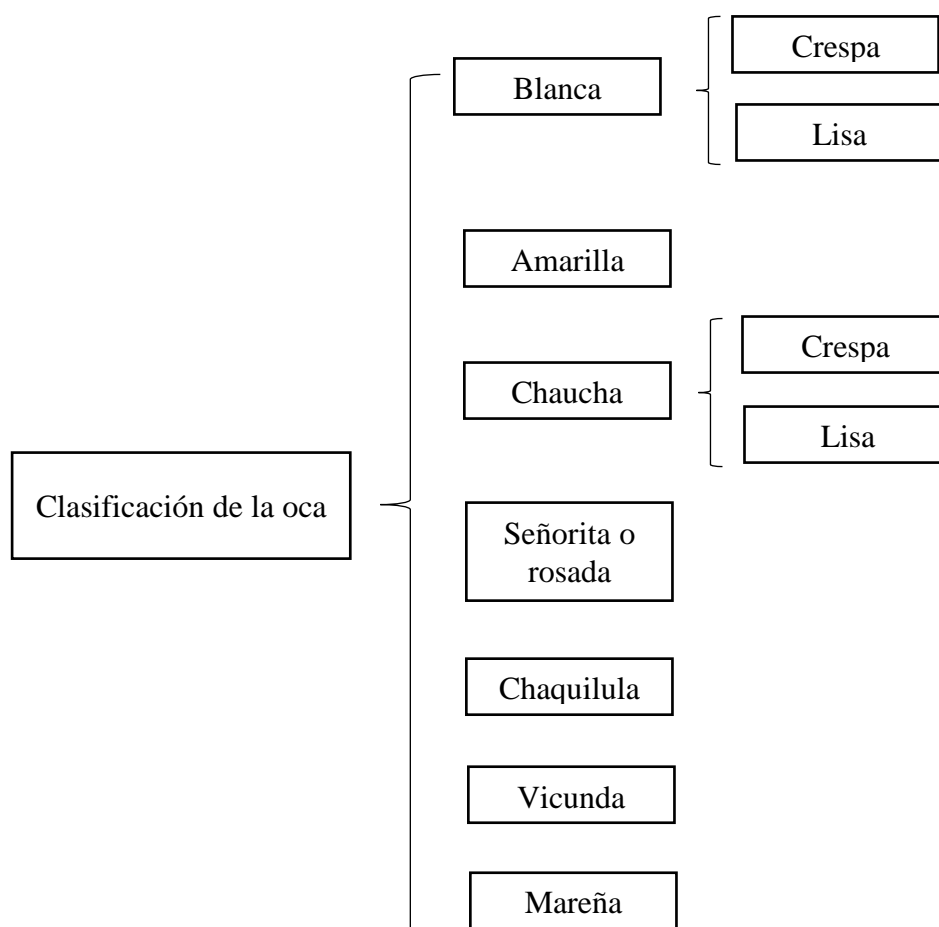 Clasificación de la oca
Blanca
Crespa
Lisa
Amarilla
Chaucha
Crespa
Lisa
Señorita o
rosada
Chaquilula
Vicunda
Mareña